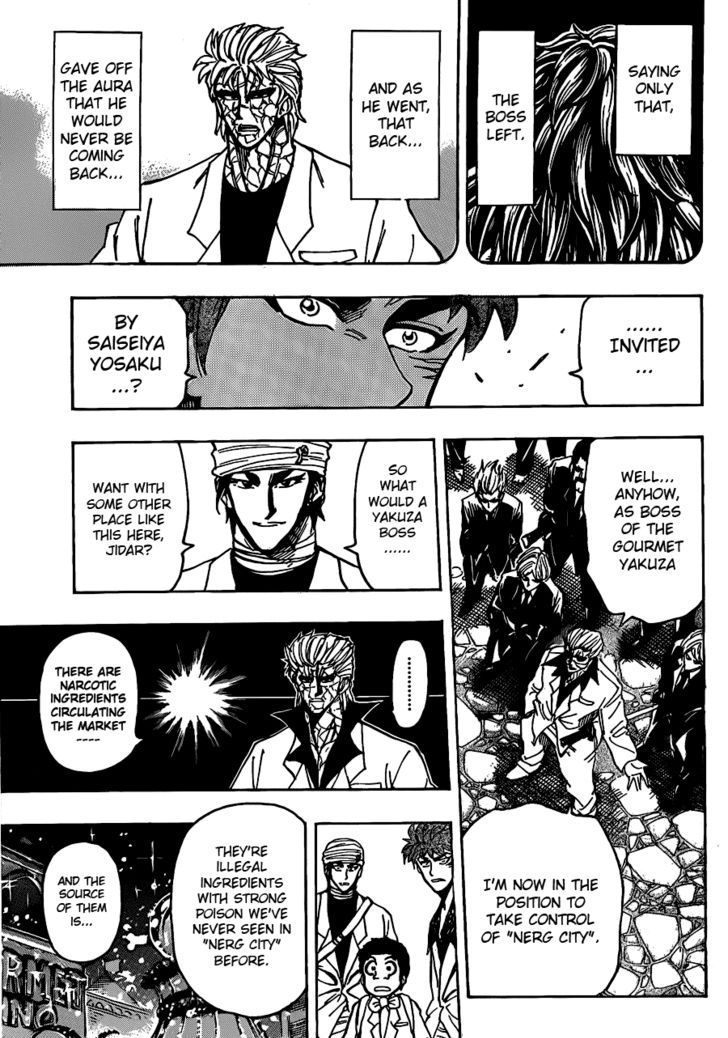 SAYING
ONLY
THAT,
THE
BOSS
LEFT.
AND AS
HE WENT,
THAT
BACK...
GAVE OFF
THE AURA
THAT HE
WOULD
NEVER BE
COMING
BACK...
......
INVITED
...
BY
SAISEIYA
YOSAKU
...?
WELL...
ANYHOW,
AS BOSS
OF THE
GOURMET
YAKUZA
I'M NOW IN THE
POSITION TO
TAKE CONTROL
OF "NERG CITY".
SO
WHAT
WOULD A
YAKUZA
BOSS
......
WANT WITH
SOME OTHER
PLACE LIKE
THIS HERE,
JIDAR?
.........
THERE ARE
NARCOTIC
INGREDIENTS
CIRCULATING
THE MARKET
----
THEY'RE
ILLEGAL
INGREDIENTS
WITH STRONG
POISON WE'VE
NEVER SEEN IN
"NERG CITY"
BEFORE.
AND THE
SOURCE
OF THEM
IS...